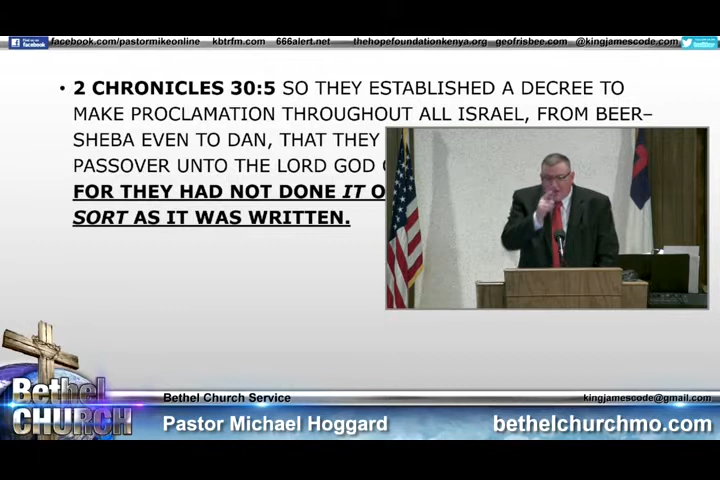 facebook.com/pastormikeonline kbtrfm.com 666alert.net thehopefoundationkenya.org geofrisbee.com @kingjamescode.com
• 2 CHRONICLES 30:5 SO THEY ESTABLISHED A DECREE TO
MAKE PROCLAMATION THROUGHOUT ALL ISRAEL, FROM BEER–
SHEBA EVEN TO DAN, THAT THEY
PASSOVER UNTO THE LORD GOD
FOR THEY HAD NOT DONE IT O
SORT AS IT WAS WRITTEN.
Bethel
CHURCH
Bethel Church Service kingjamescode@gmail.com
Pastor Michael Hoggard bethelchurchmo.com